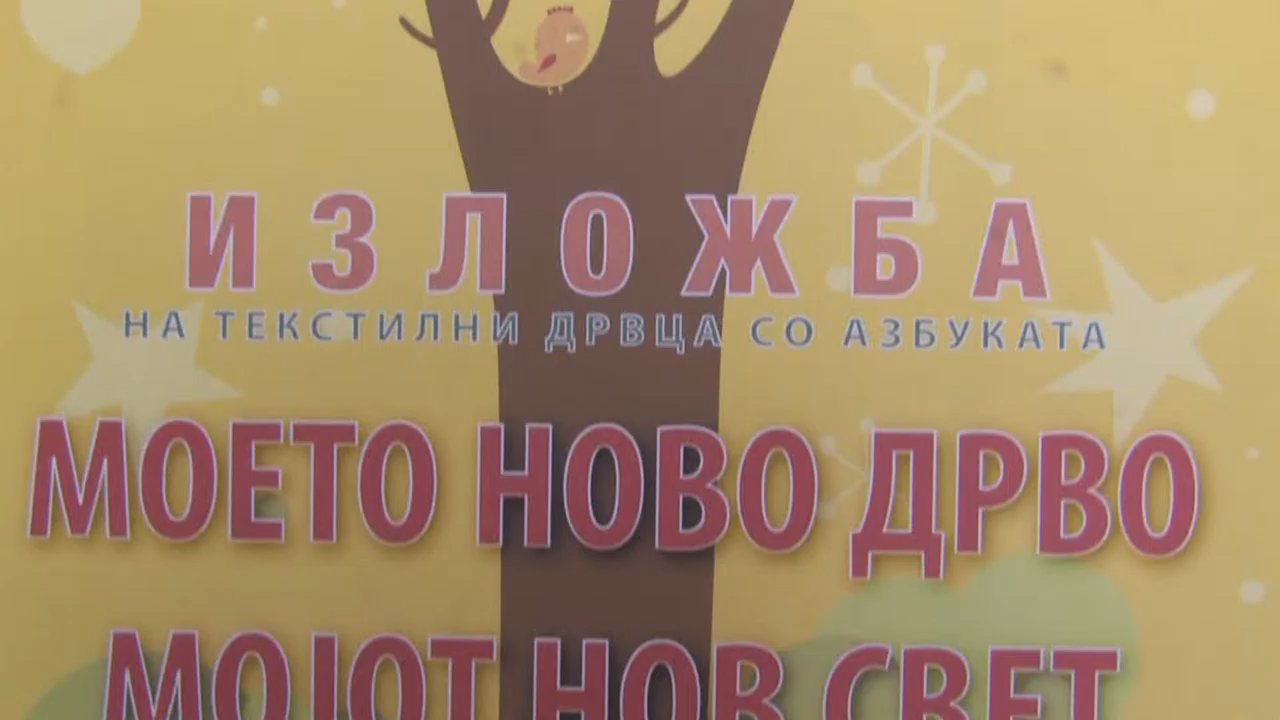 ИЗЛОЖБА
НА ТЕКСТИЛНИ ДРВЦА СО АЗБУКАТА
МОЕТО НОВО ДРВО
МОЈОТ НОВ СВЕТ